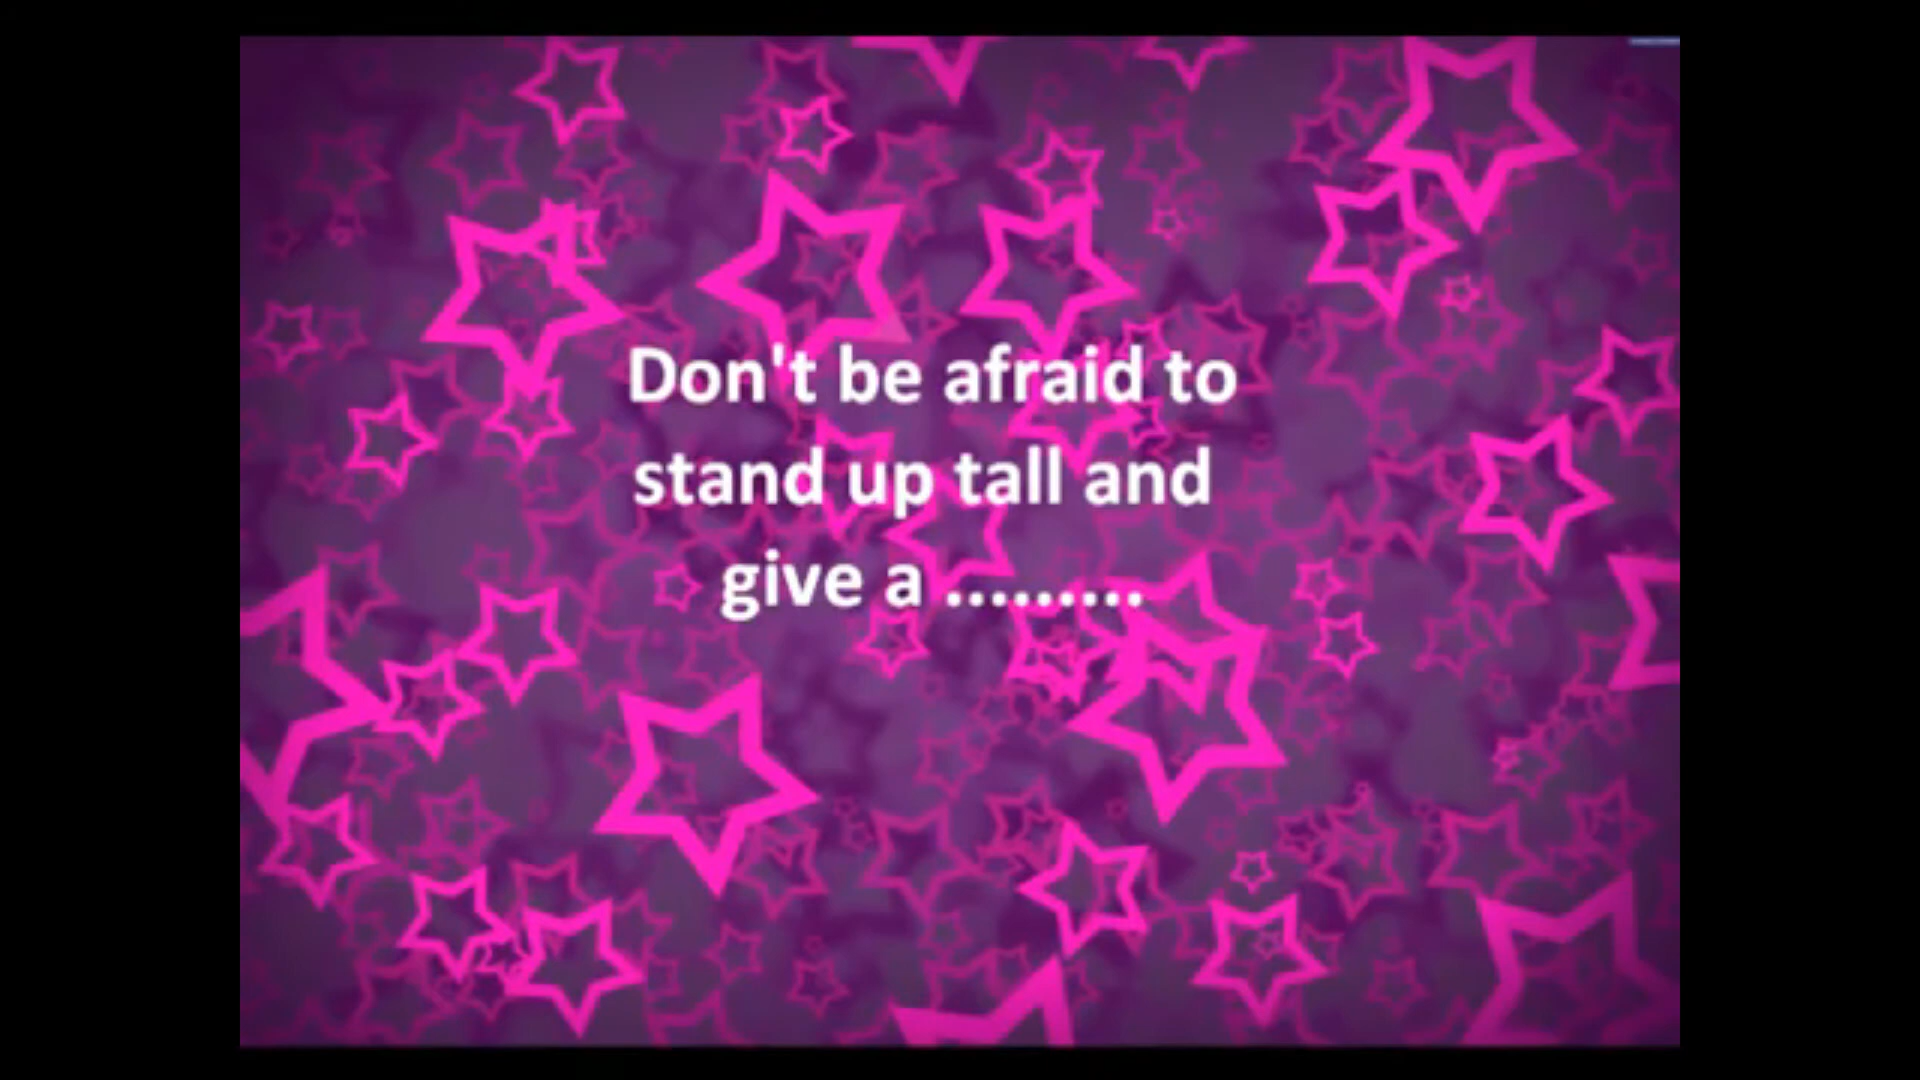 Don't be afraid to
stand up tall and
give a .........